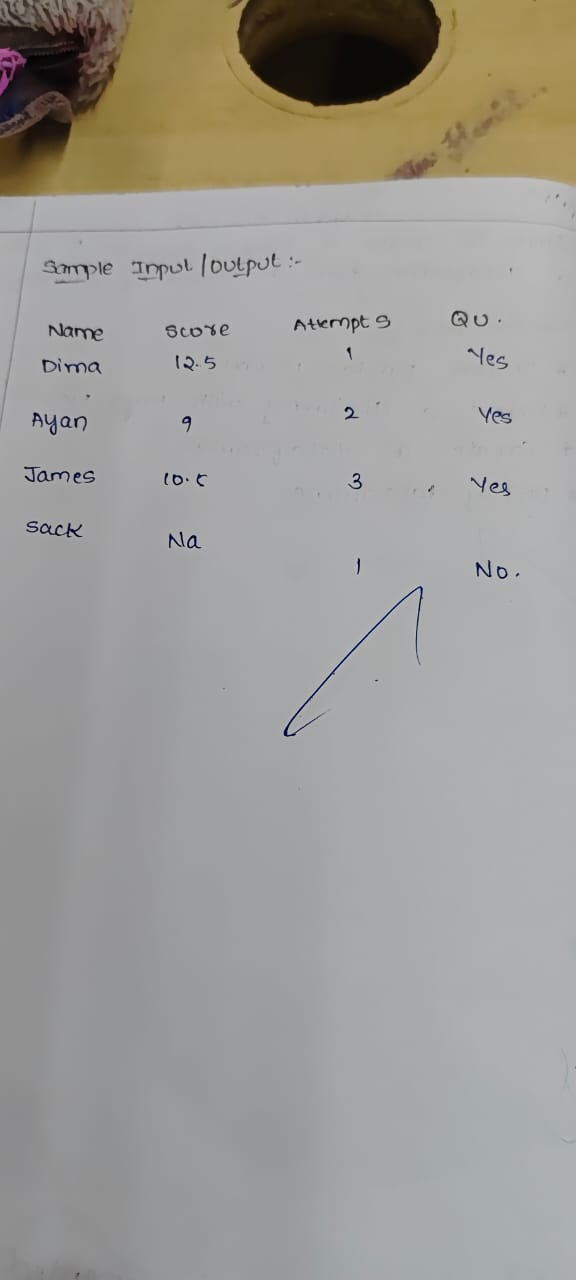 Sample Input/output:-
Name Score Attempts QU.
Dima 12.5 1 Yes
Ayan 9 2 Yes
James 10.5 3 Yes
Sack Na 1 No.